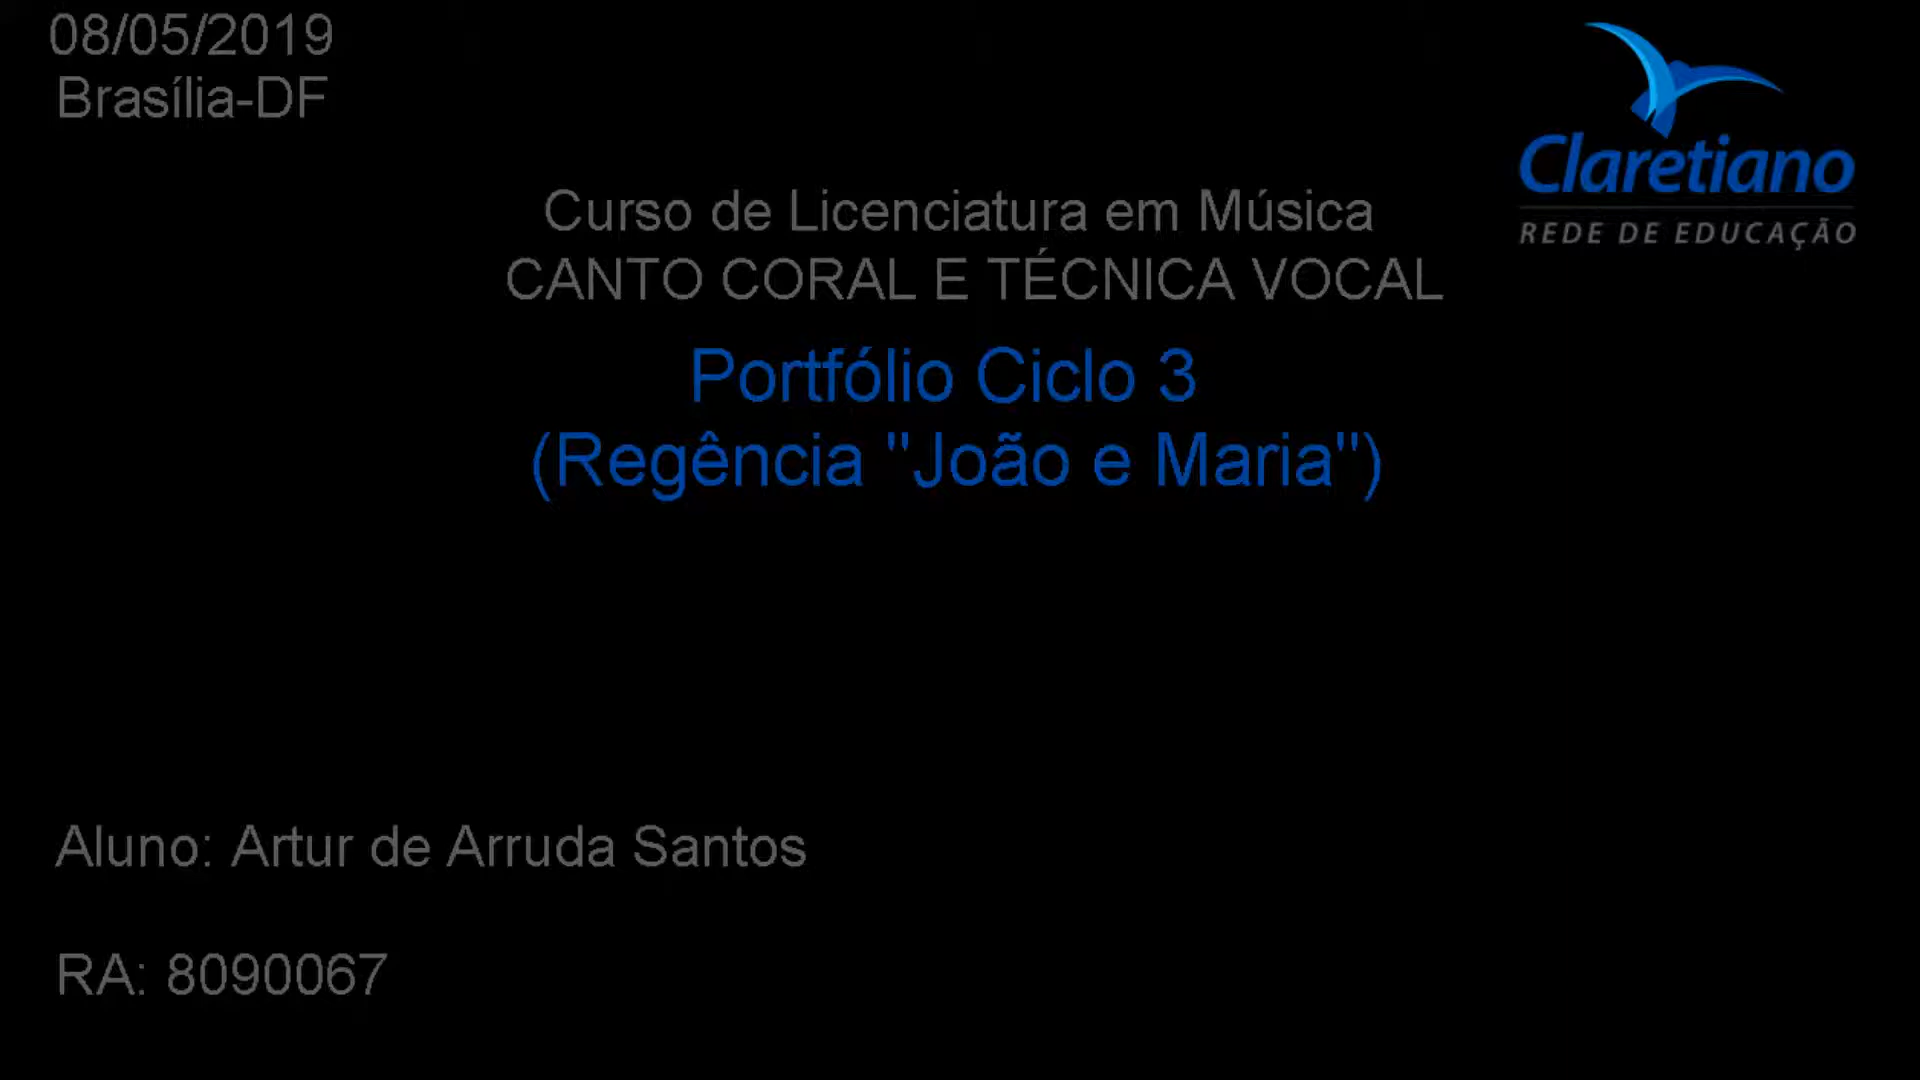 08/05/2019
Brasília-DF
Claretiano
REDE DE EDUCAÇÃO
Curso de Licenciatura em Música
CANTO CORAL E TÉCNICA VOCAL
Portfólio Ciclo 3
(Regência "João e Maria")
Aluno: Artur de Arruda Santos
RA: 8090067